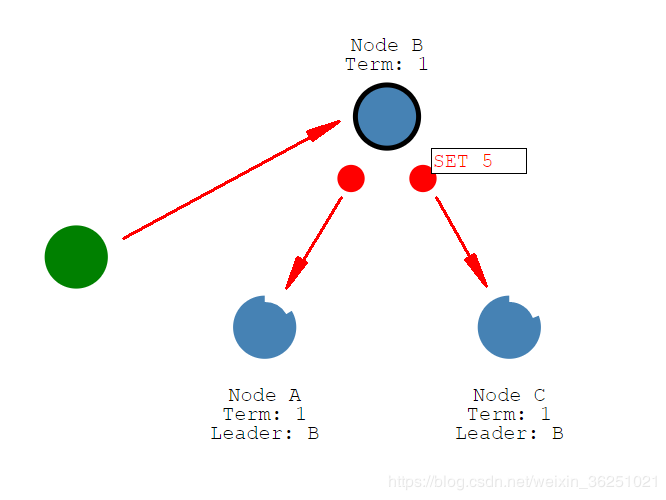 Node B
Term: 1
SET 5
Node A
Term: 1
Leader: B
Node C
Term: 1
Leader: B
https://blog.csdn.net/weixin_36251021